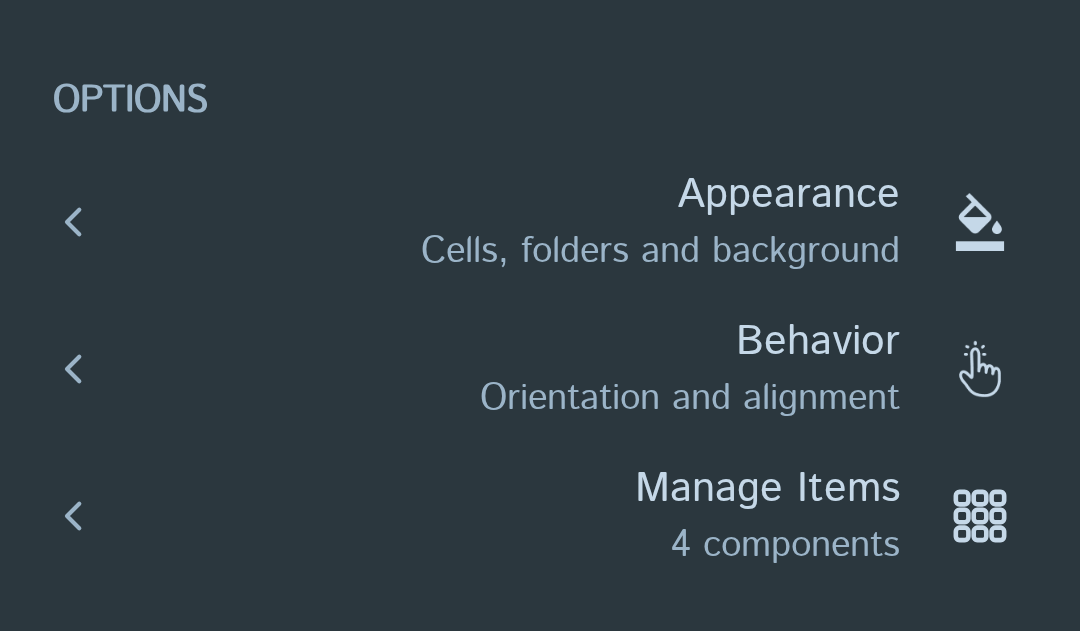 OPTIONS
Appearance
Cells, folders and background
Behavior
Orientation and alignment
Manage Items
4 components